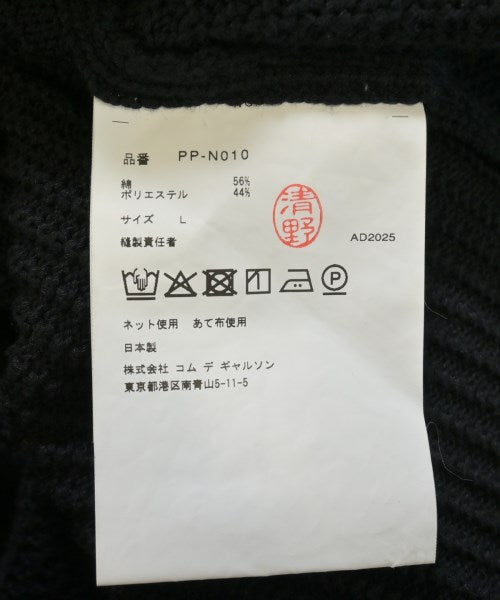 品番 PP-N010
綿 56%
ポリエステル 44%
サイズ L
縫製責任者
清野
AD2025
P
ネット使用 あて布使用
日本製
株式会社 コム デ ギャルソン
東京都港区南青山5-11-5